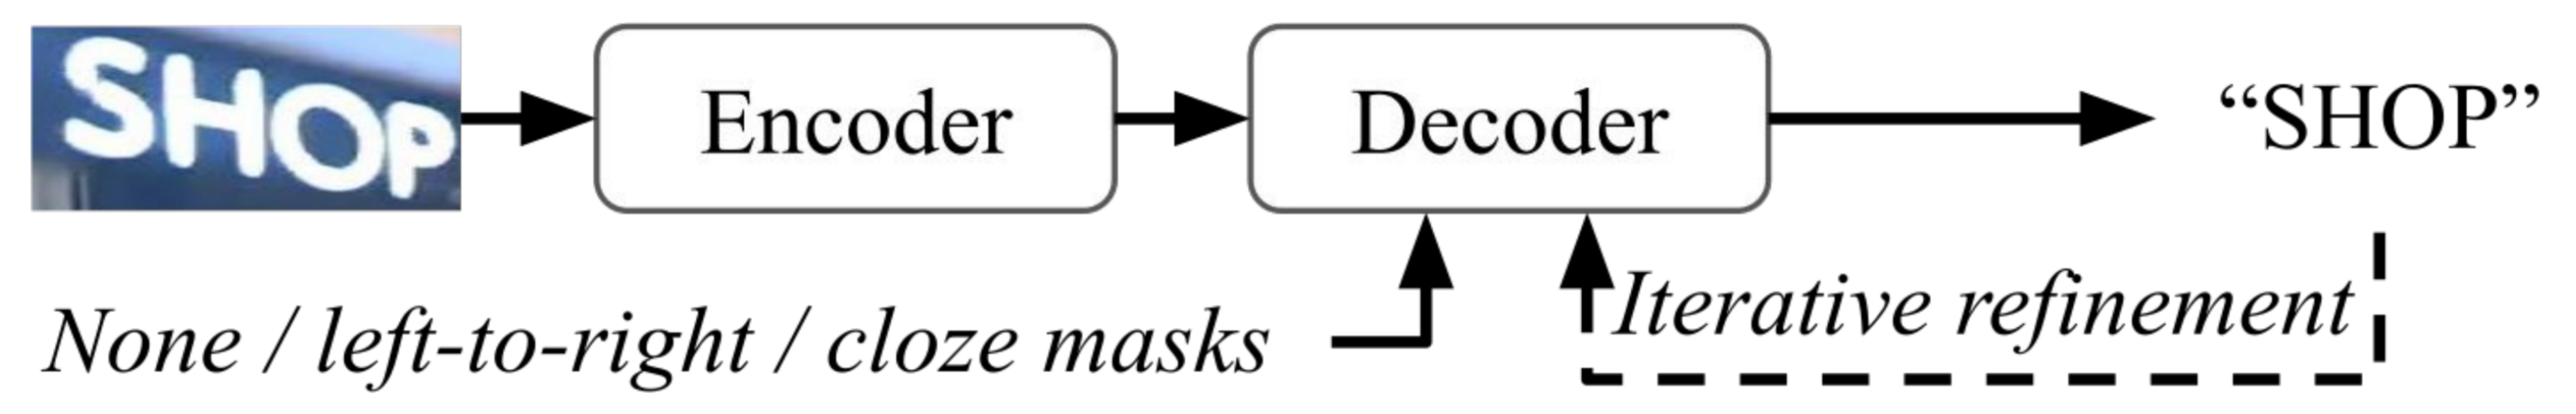 SHOP
Encoder
Decoder
“SHOP”
None / left-to-right / cloze masks
Iterative refinement